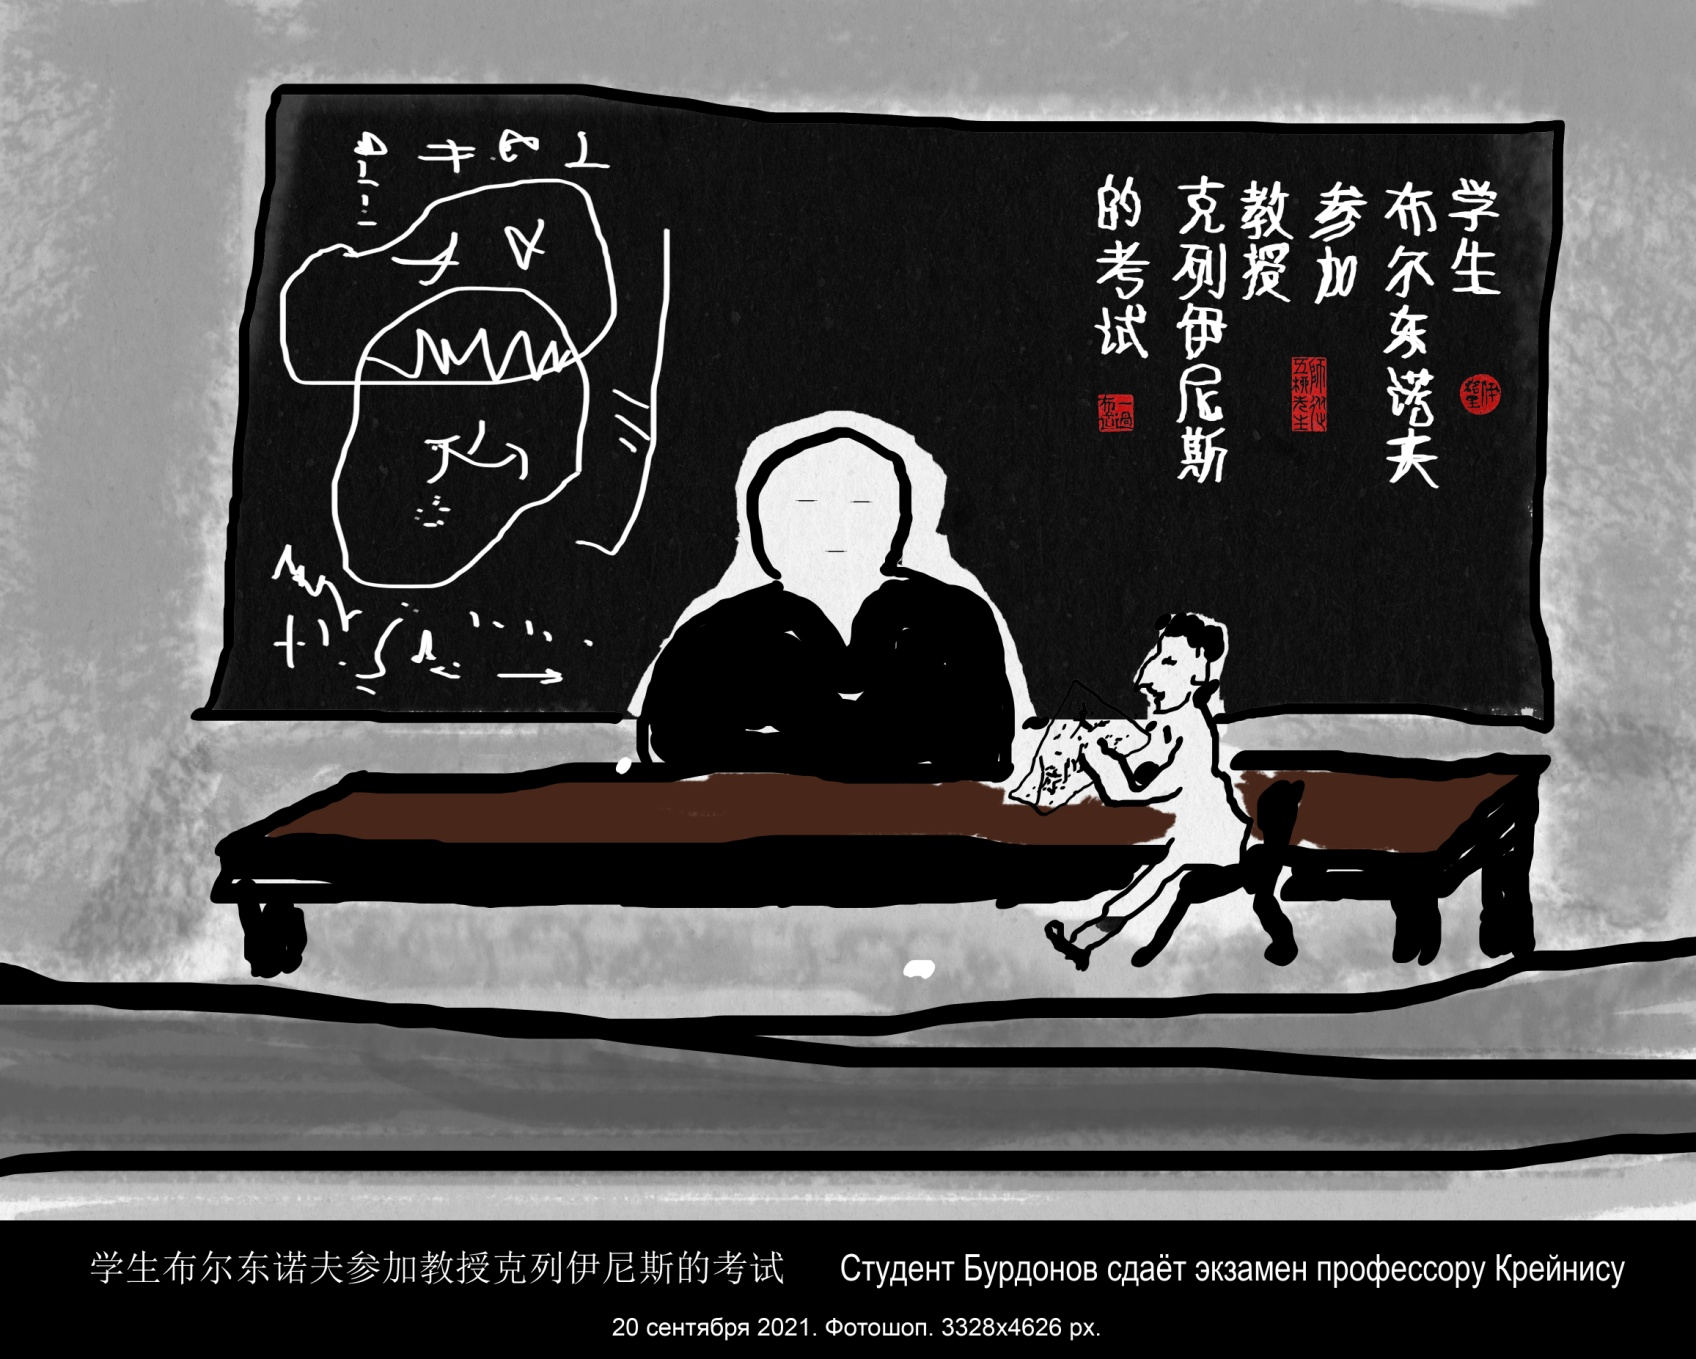 学生
布尔东诺夫
参加
教授
克列伊尼斯
的考试
学生布尔东诺夫参加教授克列伊尼斯的考试
Студент Бурдонов сдаёт экзамен профессору Крейнису
20 сентября 2021. Фотошоп. 3328x4626 px.